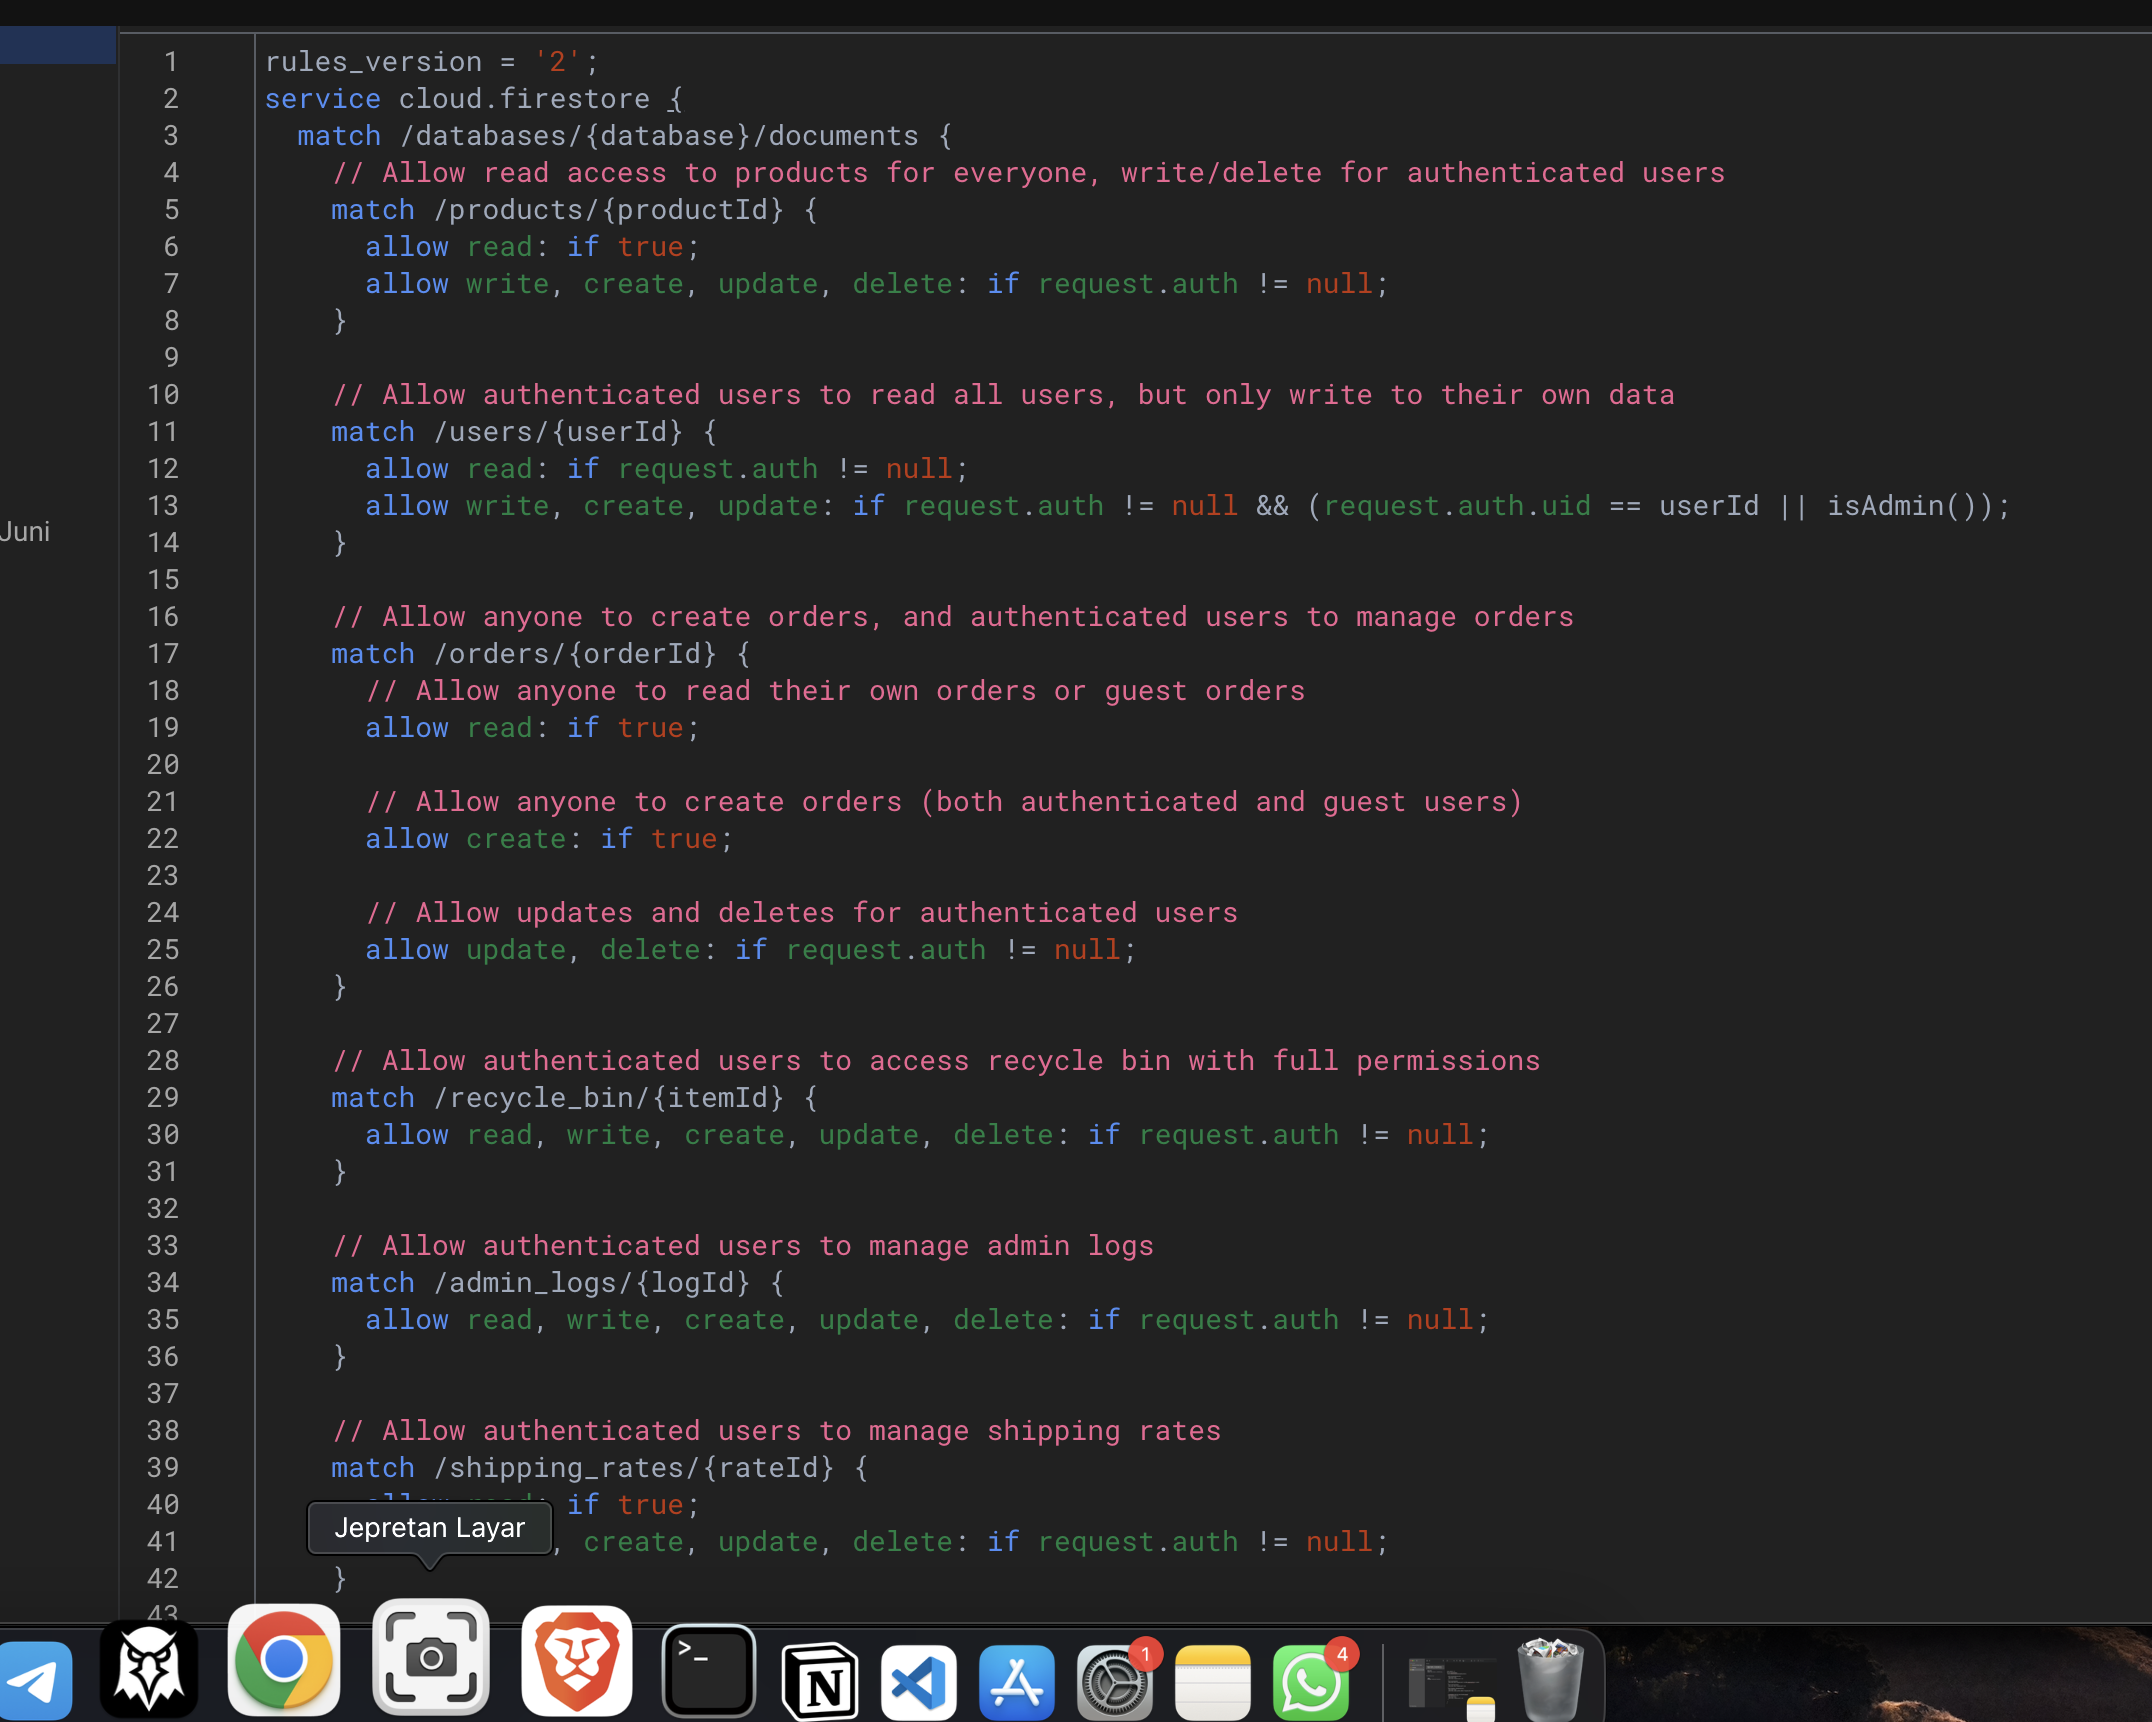 1 rules_version = '2';
2 service cloud.firestore {
3 match /databases/{database}/documents {
4 // Allow read access to products for everyone, write/delete for authenticated users
5 match /products/{productId} {
6 allow read: if true;
7 allow write, create, update, delete: if request.auth != null;
8 }
9
10 // Allow authenticated users to read all users, but only write to their own data
11 match /users/{userId} {
12 allow read: if request.auth != null;
13 allow write, create, update: if request.auth != null && (request.auth.uid == userId || isAdmin());
Juni
14 }
15
16 // Allow anyone to create orders, and authenticated users to manage orders
17 match /orders/{orderId} {
18 // Allow anyone to read their own orders or guest orders
19 allow read: if true;
20
21 // Allow anyone to create orders (both authenticated and guest users)
22 allow create: if true;
23
24 // Allow updates and deletes for authenticated users
25 allow update, delete: if request.auth != null;
26 }
27
28 // Allow authenticated users to access recycle bin with full permissions
29 match /recycle_bin/{itemId} {
30 allow read, write, create, update, delete: if request.auth != null;
31 }
32
33 // Allow authenticated users to manage admin logs
34 match /admin_logs/{logId} {
35 allow read, write, create, update, delete: if request.auth != null;
36 }
37
38 // Allow authenticated users to manage shipping rates
39 match /shipping_rates/{rateId} {
40 if true;
Jepretan Layar
41 , create, update, delete: if request.auth != null;
42 }
43
1
4